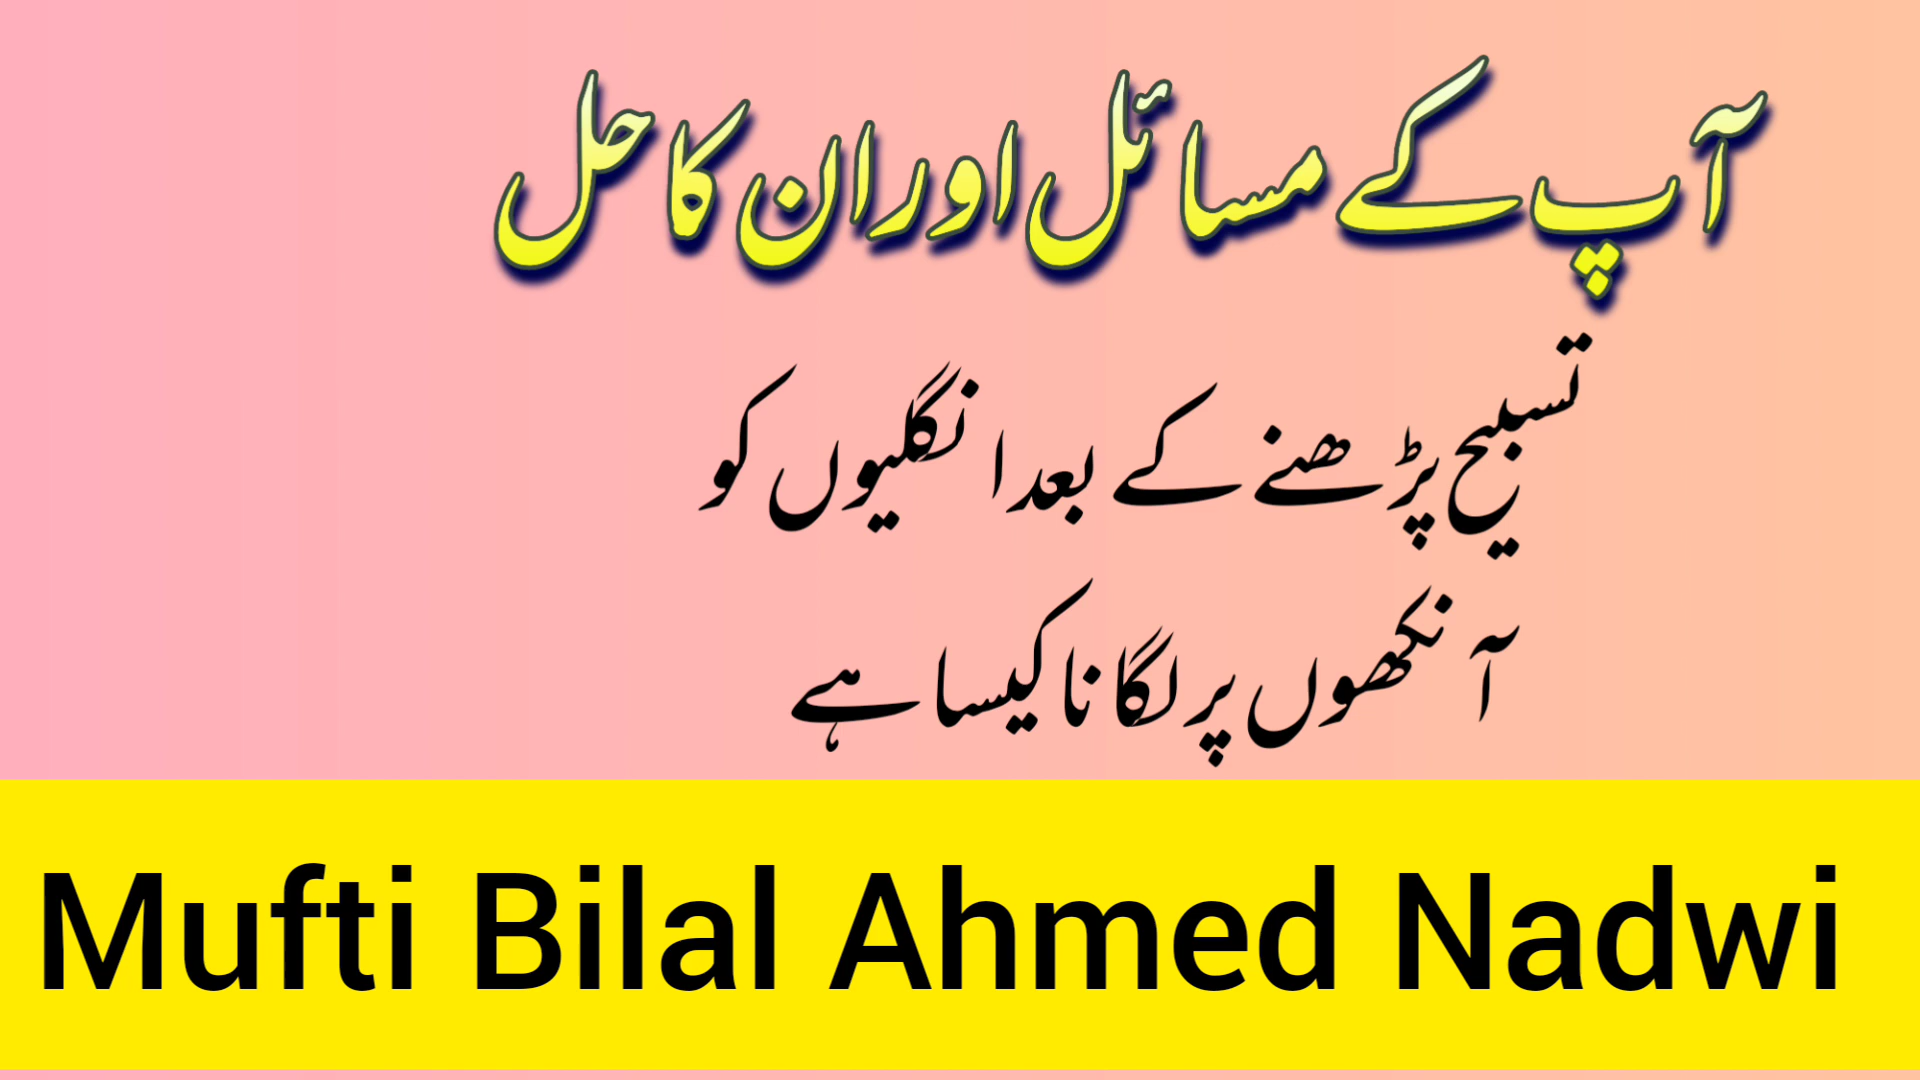 آپ کے مسائل اور ان کا حل
تسبیح پڑھنے کے بعد انگلیوں کو
آنکھوں پر لگانا کیسا ہے
Mufti Bilal Ahmed Nadwi